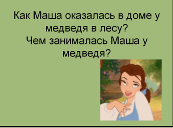 Как Маша оказалась в доме у
медведя в лесу?
Чем занималась Маша у
медведя?